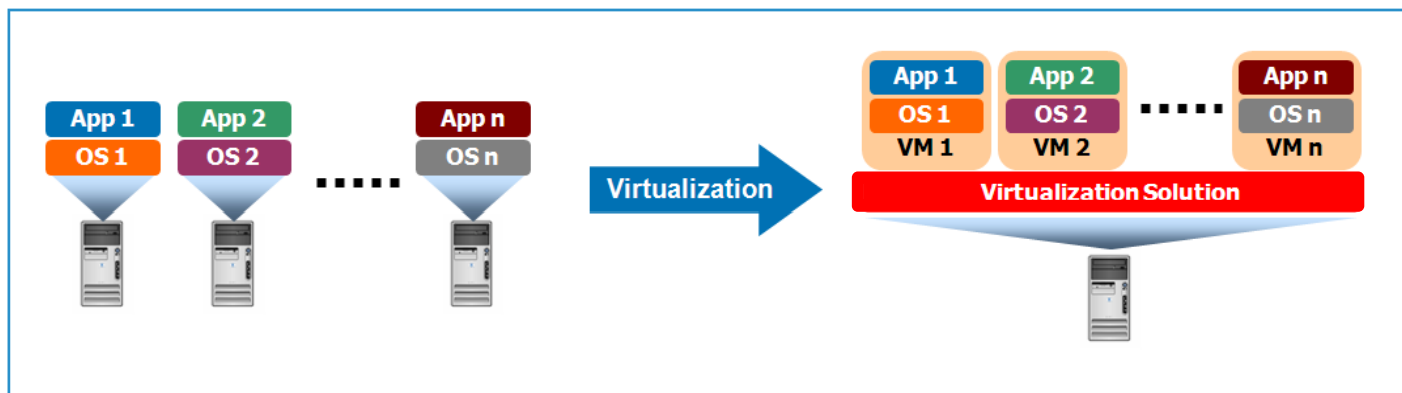 App 1
OS 1
App 2
OS 2
App n
OS n
Virtualization
App 1
OS 1
VM 1
App 2
OS 2
VM 2
App n
OS n
VM n
Virtualization Solution